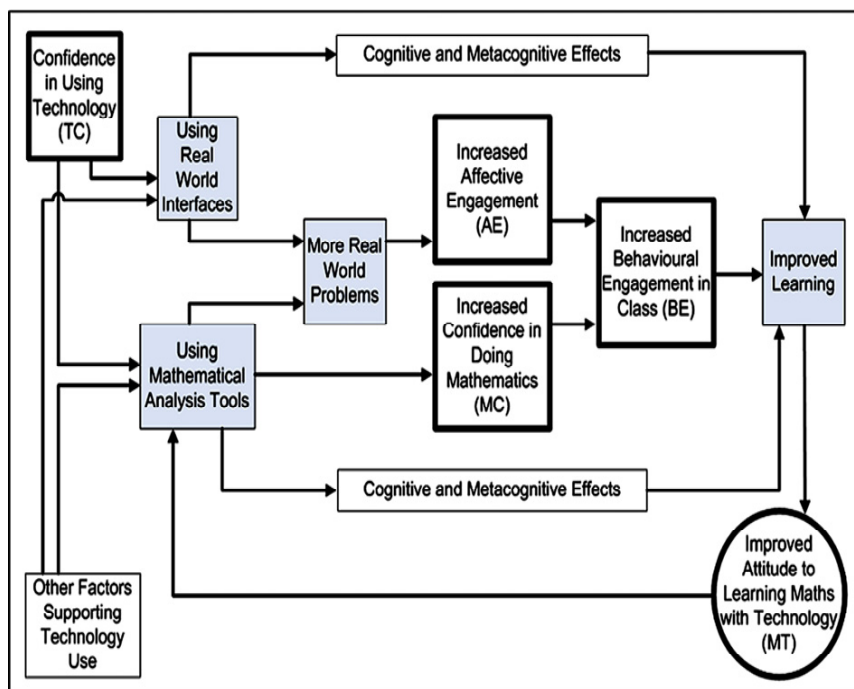 Confidence
in Using
Technology
(TC)
Cognitive and Metacognitive Effects
Using
Real
World
Interfaces
Increased
Affective
Engagement
(AE)
More Real
World
Problems
Increased
Behavioural
Engagement in
Class (BE)
Improved
Learning
Using
Mathematical
Analysis Tools
Increased
Confidence in
Doing
Mathematics
(MC)
Cognitive and Metacognitive Effects
Other Factors
Supporting
Technology
Use
Improved
Attitude to
Learning Maths
with Technology
(MT)